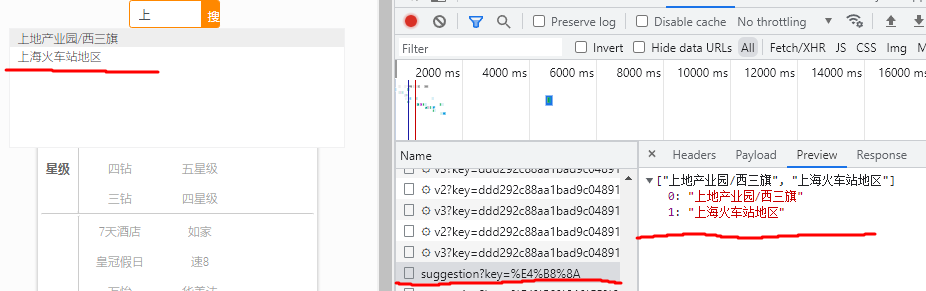 上
搜
上地产业园/西三旗
上海火车站地区
星级
四钻
五星级
三钻
四星级
7天酒店
如家
皇冠假日
速8
万怡
Preserve log
Disable cache
No throttling
Filter
Invert
Hide data URLs
All
Fetch/XHR
JS
CSS
Img
2000 ms
4000 ms
6000 ms
8000 ms
10000 ms
12000 ms
14000 ms
16000 ms
Name
v3?key=ddd292c88aa1bad9c04891
v2?key=ddd292c88aa1bad9c04891
v3?key=ddd292c88aa1bad9c04891
v2?key=ddd292c88aa1bad9c04891
v3?key=ddd292c88aa1bad9c04891
suggestion?key=%E4%B8%8A
Headers
Payload
Preview
Response
["上地产业园/西三旗", "上海火车站地区"]
0: "上地产业园/西三旗"
1: "上海火车站地区"